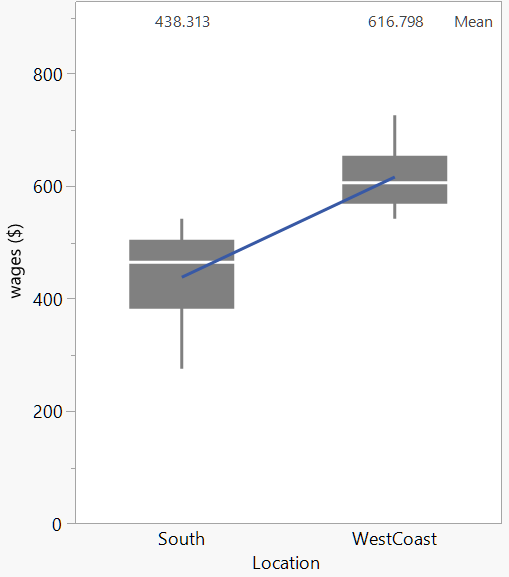 438.313 616.798 Mean
800
600
400
200
0
wages ($)
South WestCoast
Location